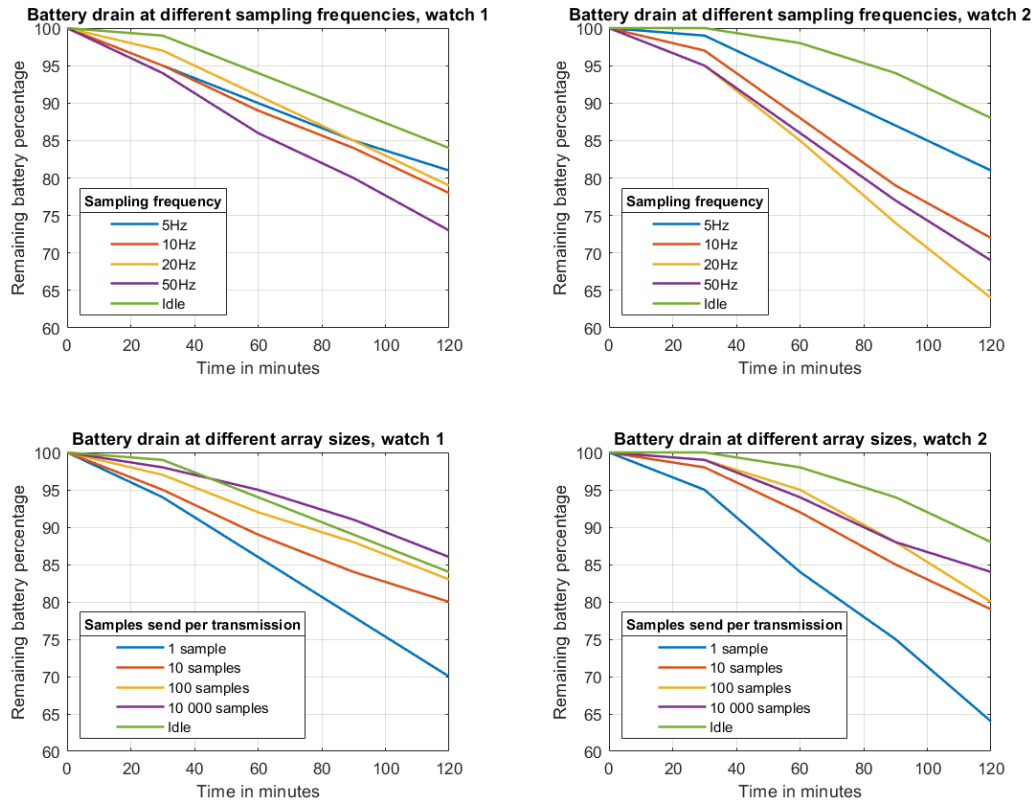 Battery drain at different sampling frequencies, watch 1
Remaining battery percentage
100
95
90
85
80
75
70
65
60
Sampling frequency
5Hz
10Hz
20Hz
50Hz
Idle
0 20 40 60 80 100 120
Time in minutes
Battery drain at different sampling frequencies, watch 2
Remaining battery percentage
100
95
90
85
80
75
70
65
60
Sampling frequency
5Hz
10Hz
20Hz
50Hz
Idle
0 20 40 60 80 100 120
Time in minutes
Battery drain at different array sizes, watch 1
Remaining battery percentage
100
95
90
85
80
75
70
65
60
Samples send per transmission
1 sample
10 samples
100 samples
10 000 samples
Idle
0 20 40 60 80 100 120
Time in minutes
Battery drain at different array sizes, watch 2
Remaining battery percentage
100
95
90
85
80
75
70
65
60
Samples send per transmission
1 sample
10 samples
100 samples
10 000 samples
Idle
0 20 40 60 80 100 120
Time in minutes